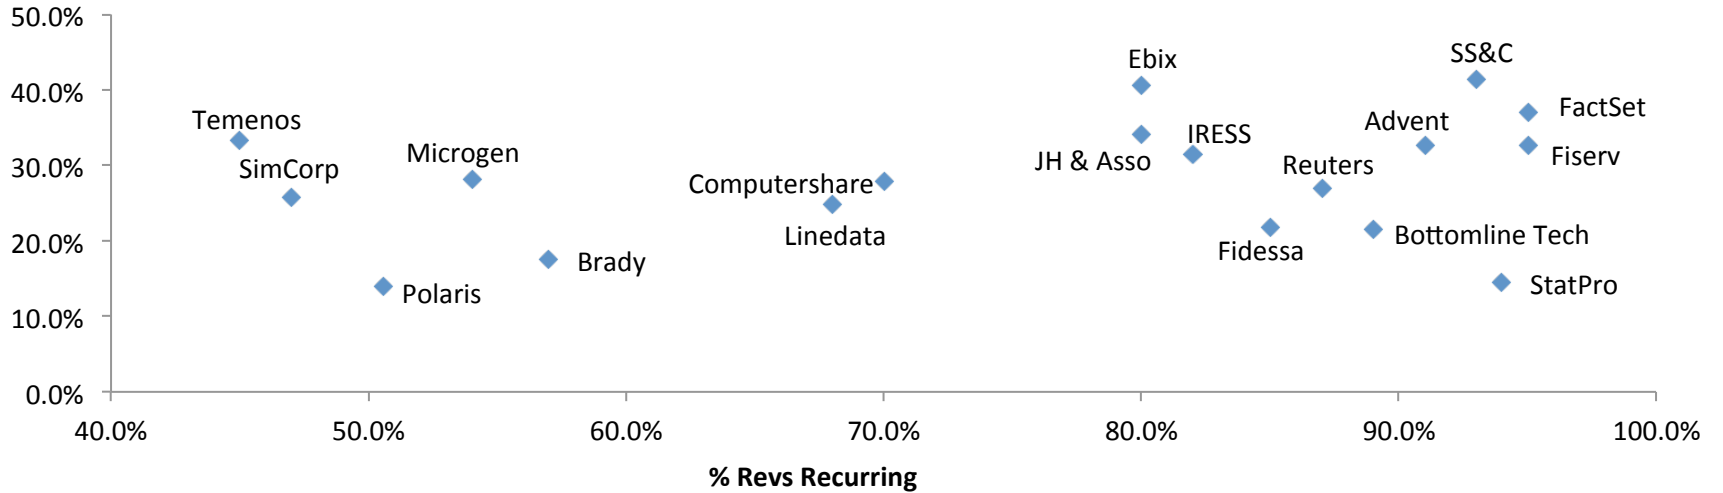 50.0%
40.0%
30.0%
20.0%
10.0%
0.0%
Temenos
SimCorp
Microgen
Polaris
Brady
Computershare
Linedata
Ebix
JH & Asso
IRESS
Fidessa
Reuters
Advent
Bottomline Tech
SS&C
FactSet
Fiserv
StatPro
40.0%
50.0%
60.0%
70.0%
80.0%
90.0%
100.0%
% Revs Recurring